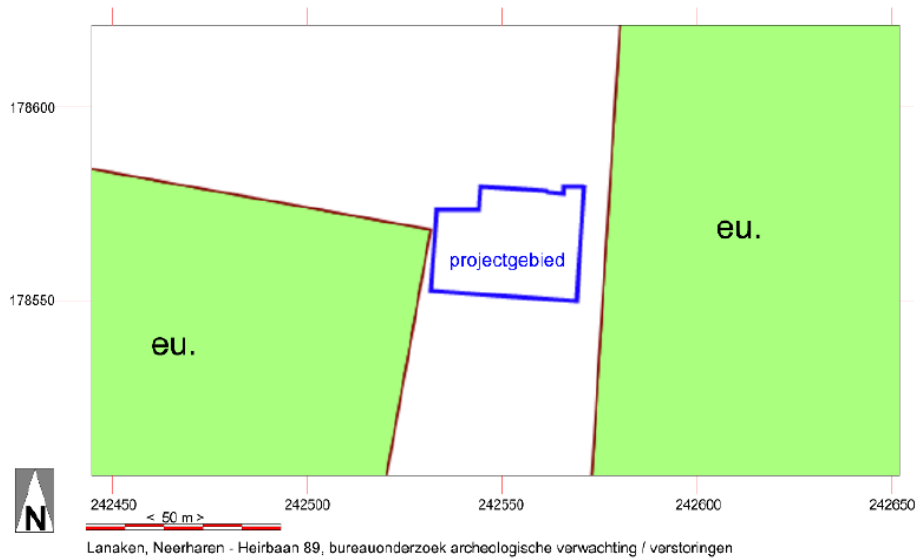 178600
eu.
projectgebied
178550
eu.
N
242450
242500
242550
242600
242650
< 50 m >
Lanaken, Neerharen - Heirbaan 89, bureauonderzoek archeologische verwachting / verstoringen